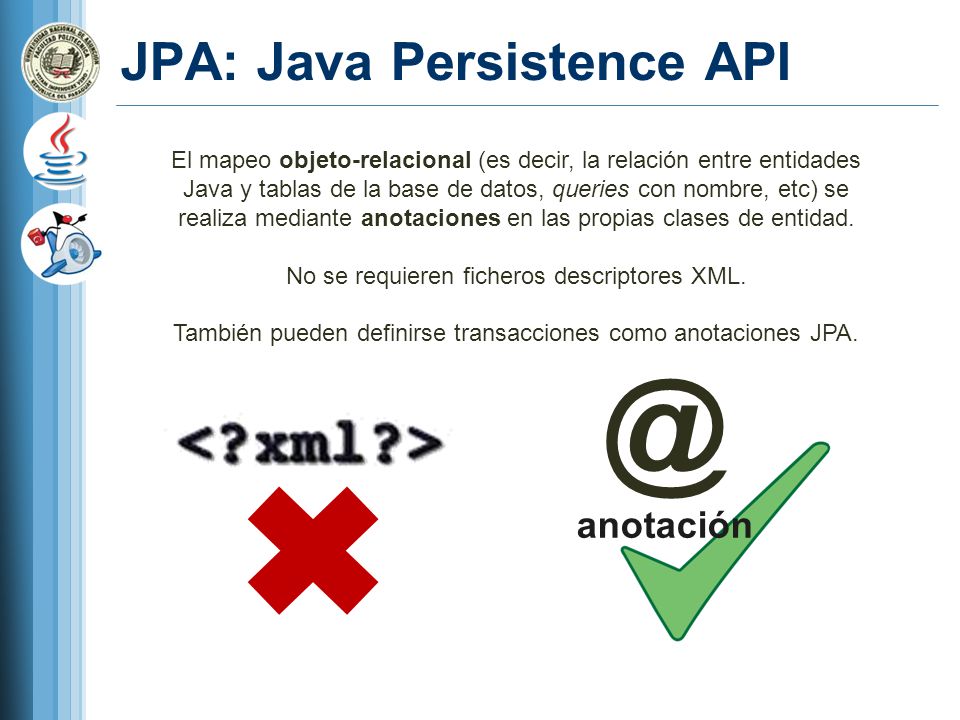 JPA: Java Persistence API
El mapeo objeto-relacional (es decir, la relación entre entidades
Java y tablas de la base de datos, queries con nombre, etc) se
realiza mediante anotaciones en las propias clases de entidad.
No se requieren ficheros descriptores XML.
También pueden definirse transacciones como anotaciones JPA.
<?xml?>
@
anotación